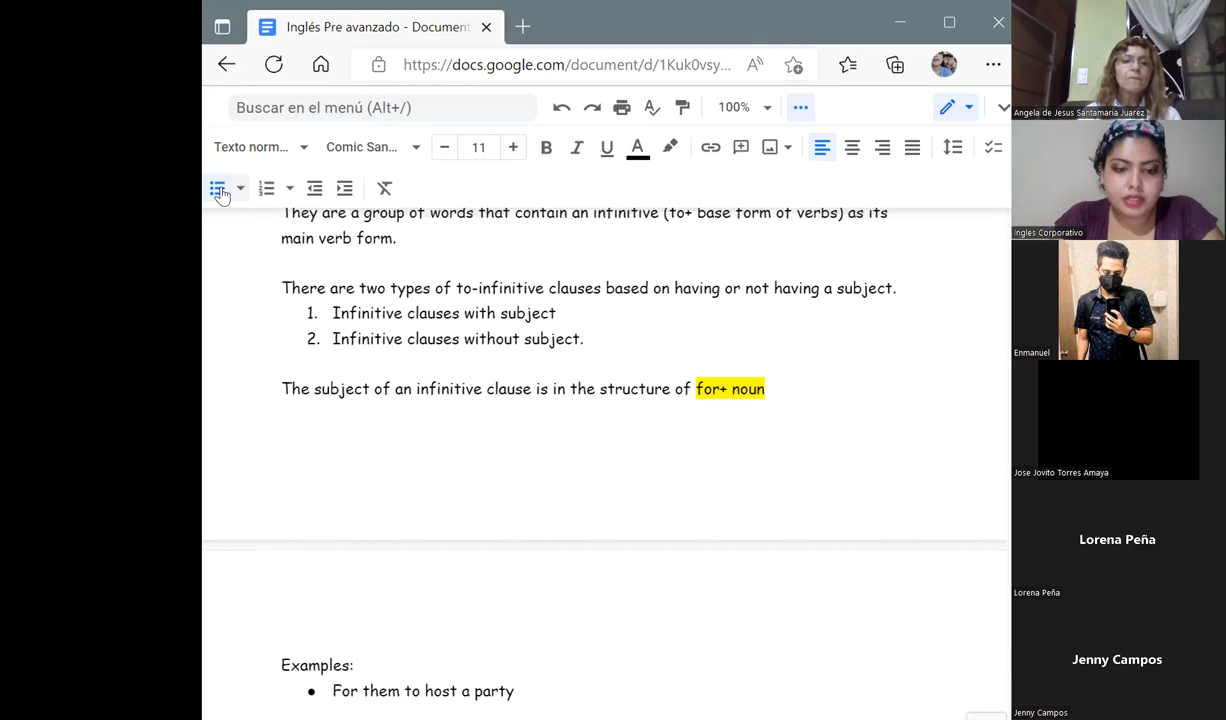 Inglés Pre avanzado - Document
https://docs.google.com/document/d/1Kuk0vsy...
Buscar en el menú (Alt+/)
100%
Texto norm...
Comic San...
11
They are a group of words that contain an infinitive (to+ base form of verbs) as its
main verb form.
There are two types of to-infinitive clauses based on having or not having a subject.
1. Infinitive clauses with subject
2. Infinitive clauses without subject.
The subject of an infinitive clause is in the structure of for+ noun
Examples:
● For them to host a party
Angela de Jesus Santamaria Juarez
Ingles Corporativo
Enmanuel
Jose Jovito Torres Amaya
Lorena Peña
Lorena Peña
Jenny Campos
Jenny Campos